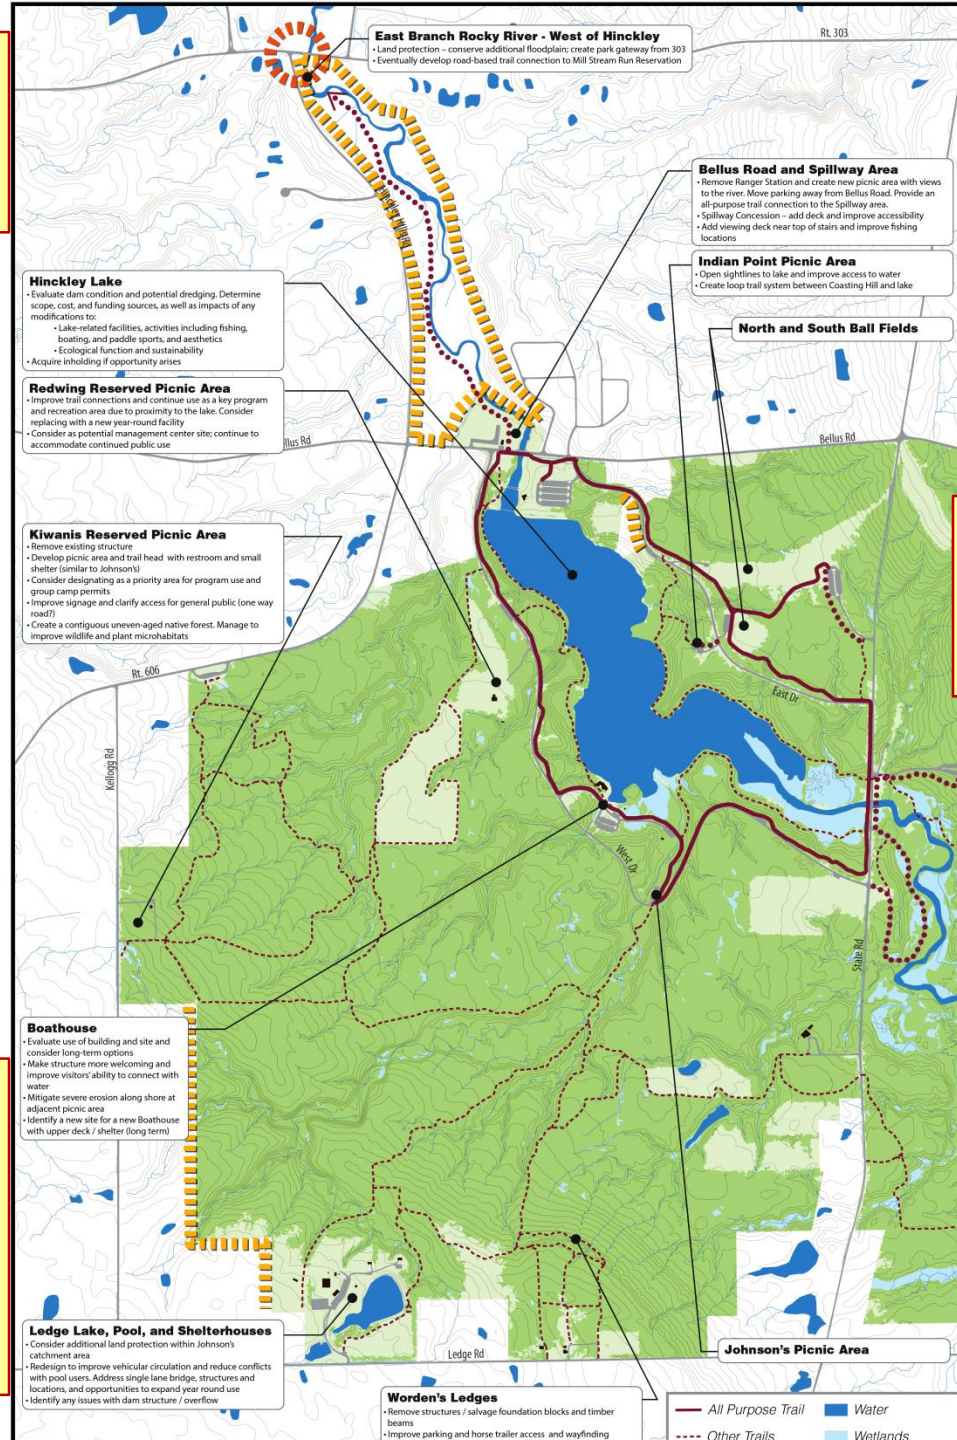 East Branch Rocky River - West of Hinckley
• Land protection – conserve additional floodplain; create park gateway from 303
• Eventually develop road-based trail connection to Mill Stream Run Reservation
Rt. 303
Bellus Road and Spillway Area
• Remove Ranger Station and create new picnic area with views
to the river. Move parking away from Bellus Road. Provide an
all-purpose trail connection to the Spillway area.
• Spillway Concession – add deck and improve accessibility
• Add viewing deck near top of stairs and improve fishing
locations
Indian Point Picnic Area
• Open sightlines to lake and improve access to water
• Create loop trail system between Coasting Hill and lake
Hinckley Lake
• Evaluate dam condition and potential dredging. Determine
scope, cost, and funding sources, as well as impacts of any
modifications to:
• Lake-related facilities, activities including fishing,
boating, and paddle sports, and aesthetics
• Ecological function and sustainability
• Acquire inholding if opportunity arises
North and South Ball Fields
Redwing Reserved Picnic Area
• Improve trail connections and continue use as a key program
and recreation area due to proximity to the lake. Consider
replacing with a new year-round facility
• Consider as potential management center site; continue to
accommodate continued public use
llus Rd
Bellus Rd
Kiwanis Reserved Picnic Area
• Remove existing structure
• Develop picnic area and trail head with restroom and small
shelter (similar to Johnson's)
• Consider designating as a priority area for program use and
group camp permits
• Improve signage and clarify access for general public (one way
road?)
• Create a contiguous uneven-aged native forest. Manage to
improve wildlife and plant microhabitats
Rt. 606
Kellogg Rd
East Dr
West Dr
State Rd
Boathouse
• Evaluate use of building and site and
consider long-term options
• Make structure more welcoming and
improve visitors' ability to connect with
water
• Mitigate severe erosion along shore at
adjacent picnic area
• Identify a new site for a new Boathouse
with upper deck / shelter (long term)
Ledge Lake, Pool, and Shelterhouses
• Consider additional land protection within Johnson's
catchment area
• Redesign to improve vehicular circulation and reduce conflicts
with pool users. Address single lane bridge, structures and
locations, and opportunities to expand year round use
• Identify any issues with dam structure / overflow
Ledge Rd
Johnson's Picnic Area
Worden's Ledges
• Remove structures / salvage foundation blocks and timber
beams
• Improve parking and horse trailer access and wayfinding
All Purpose Trail
Water
Other Trails
Wetlands